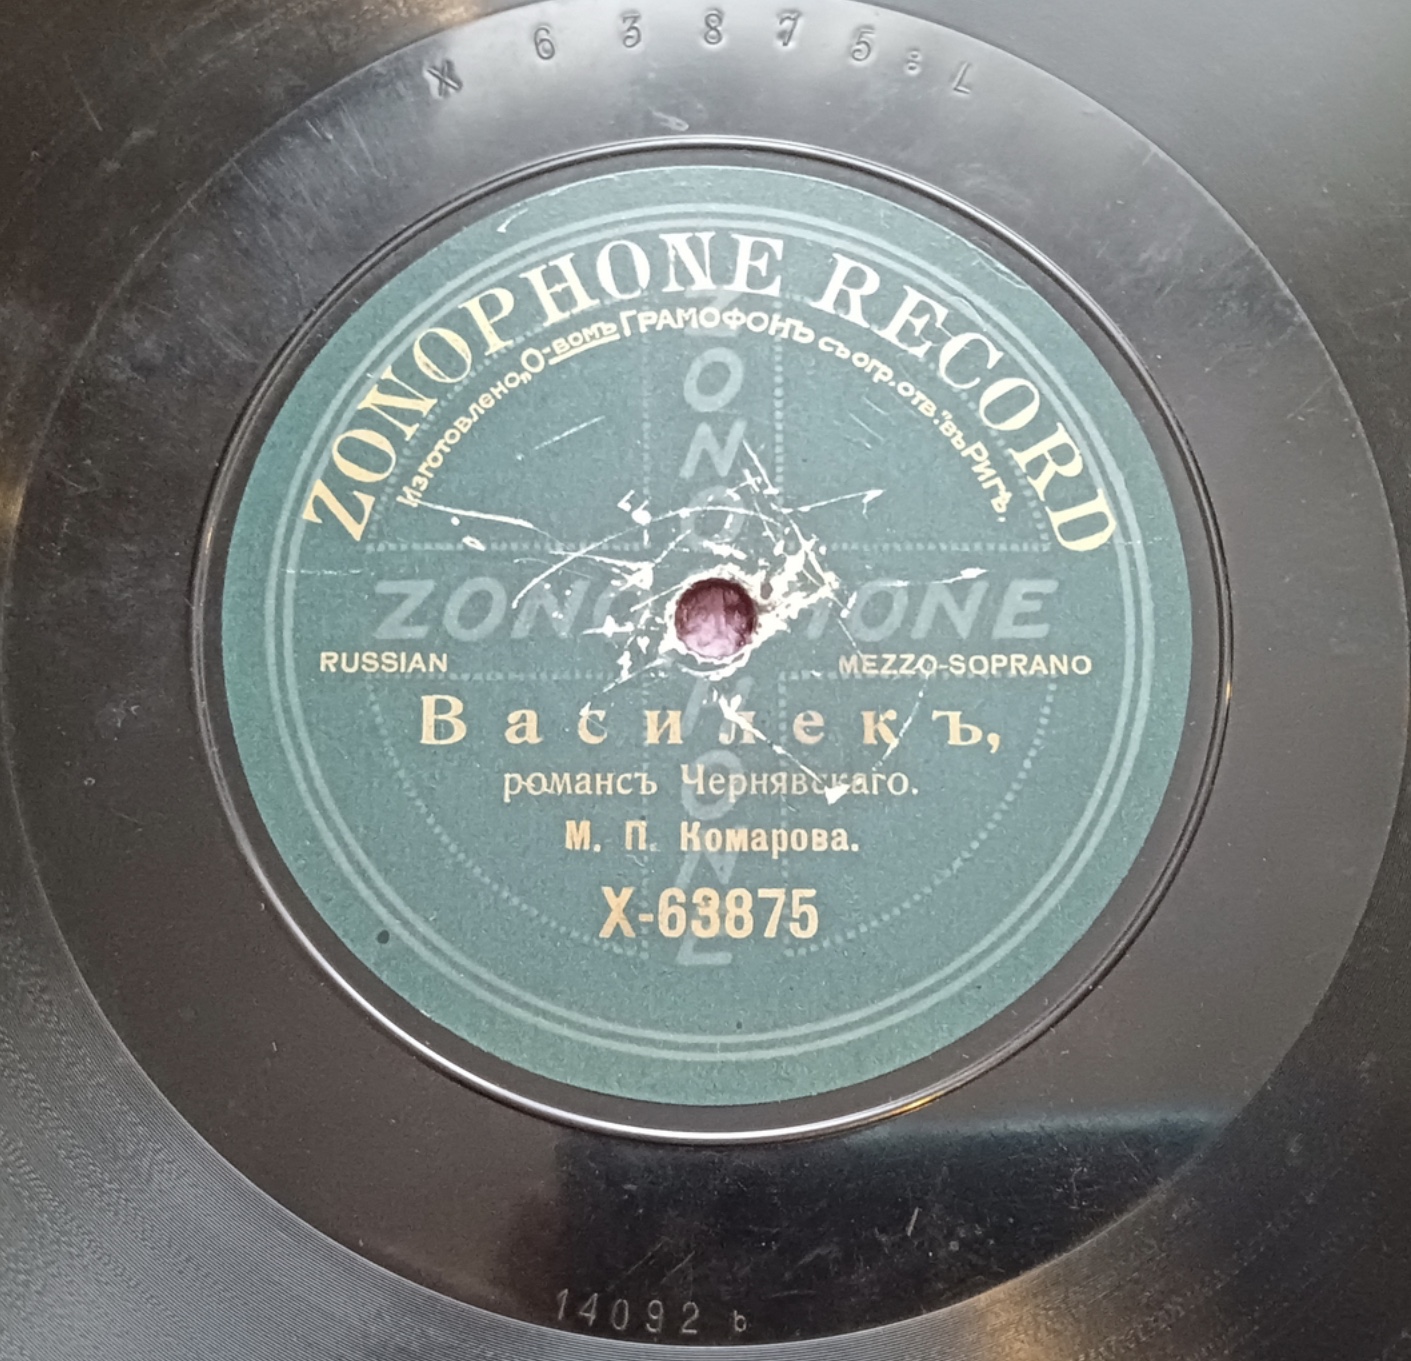 X 63875:L
ZONOPHONE RECORD
Изготовлено „О-вомъ ГРАМОФОНЪ съ огр. отв." въ Ригѣ.
ZONOPHONE
ZONOPHONE
RUSSIAN MEZZO-SOPRANO
Василекъ,
романсъ Чернявскаго.
М. П. Комарова.
X-63875
14092 b